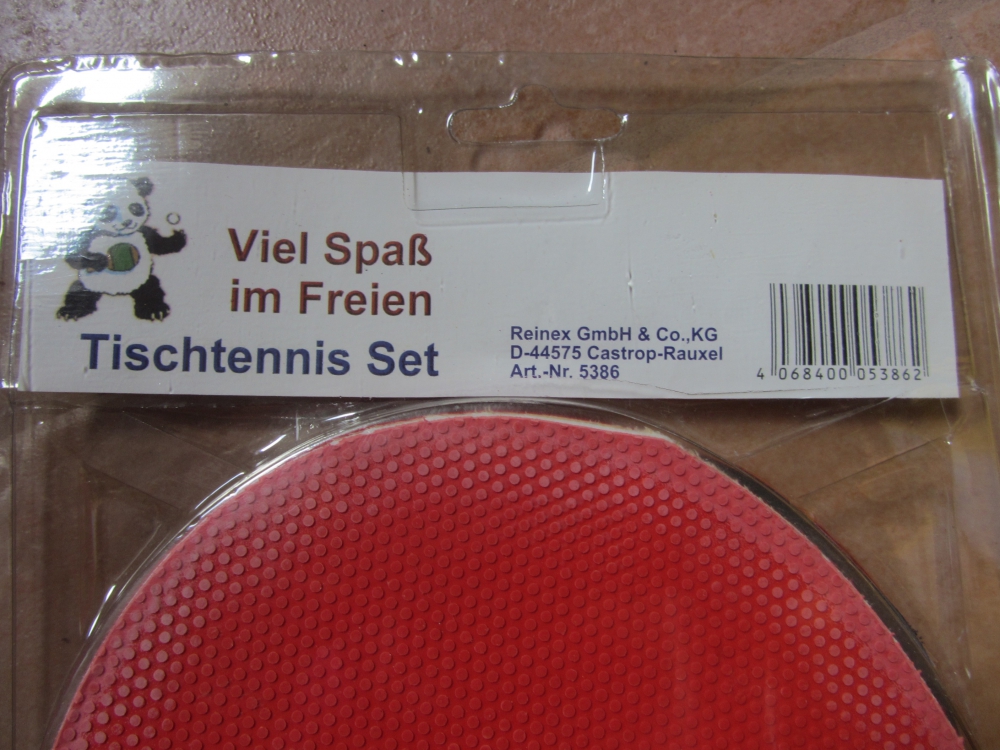 Viel Spaß
im Freien
Tischtennis Set
Reinex GmbH & Co.,KG
D-44575 Castrop-Rauxel
Art.-Nr. 5386
4 068400 053862